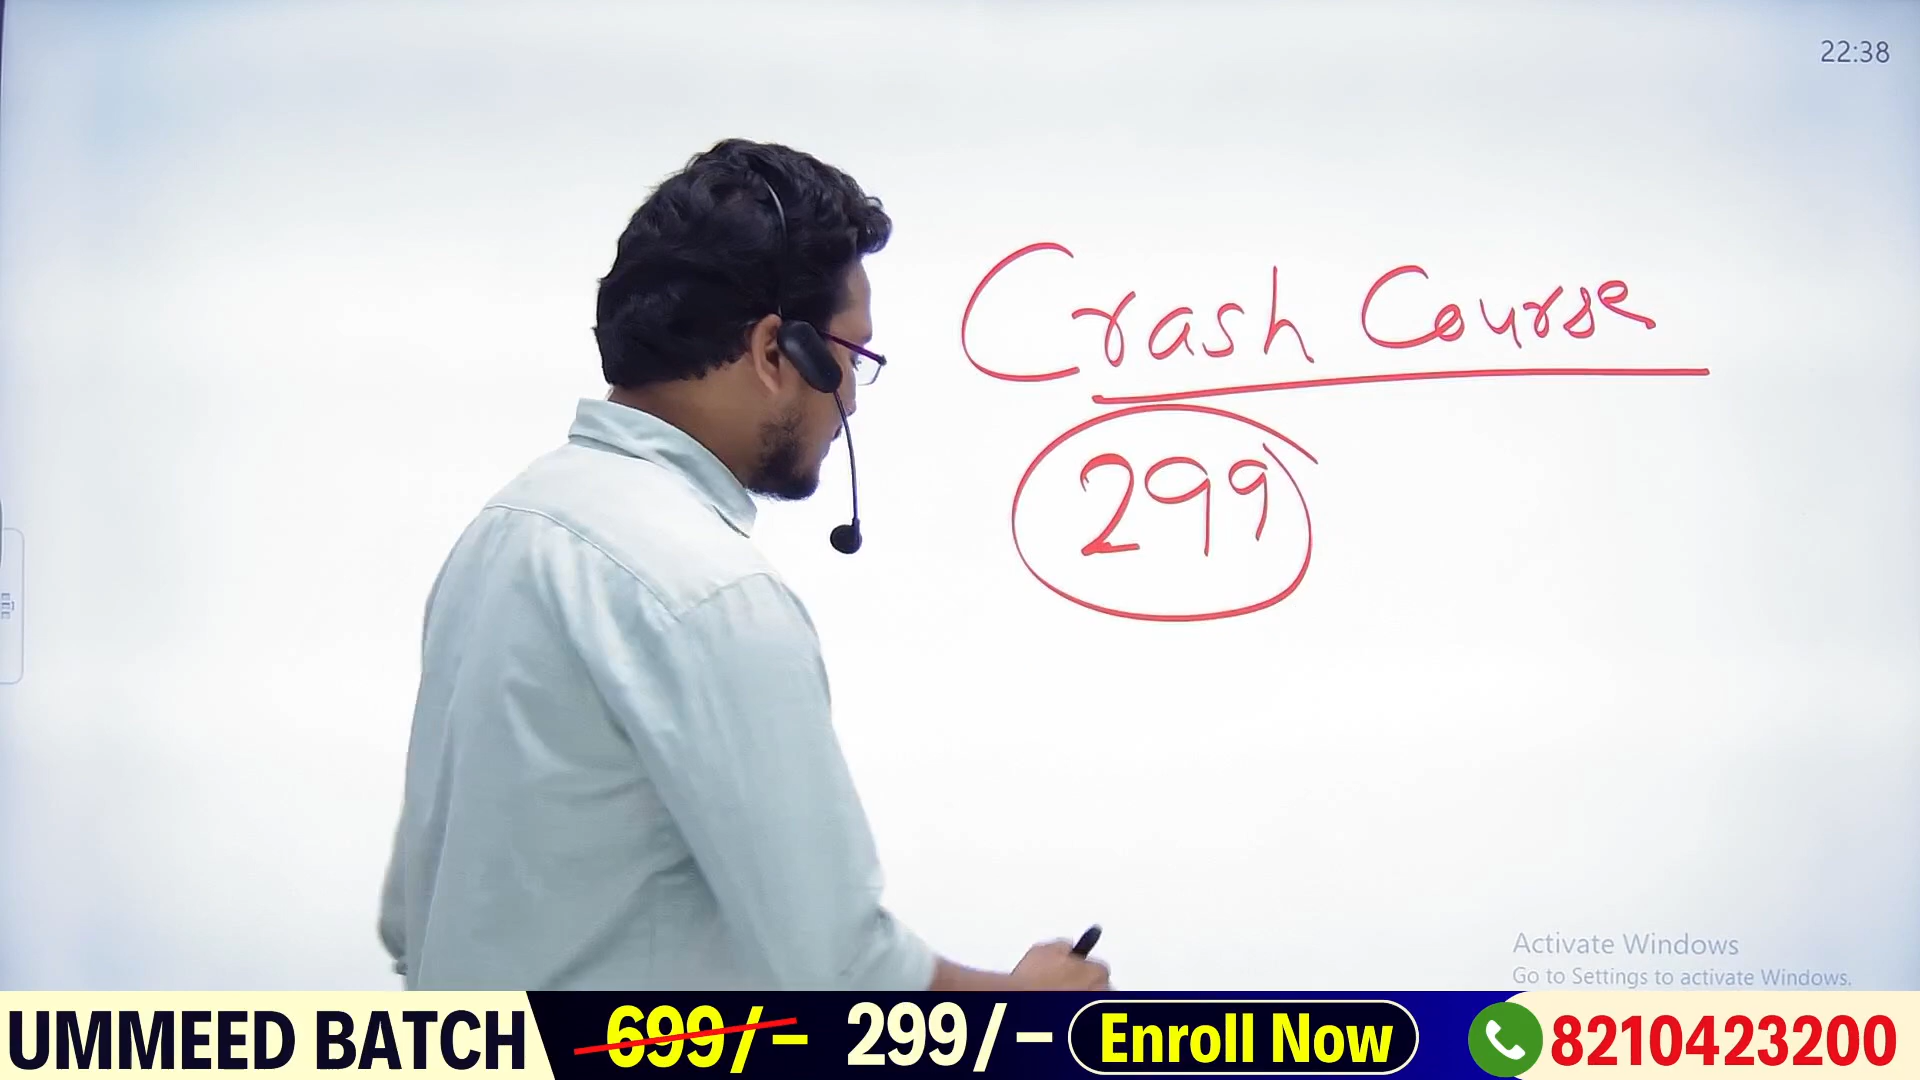 22:38
Crash Course
299
Activate Windows
Go to Settings to activate Windows.
UMMEED BATCH 699/- 299/- Enroll Now 8210423200